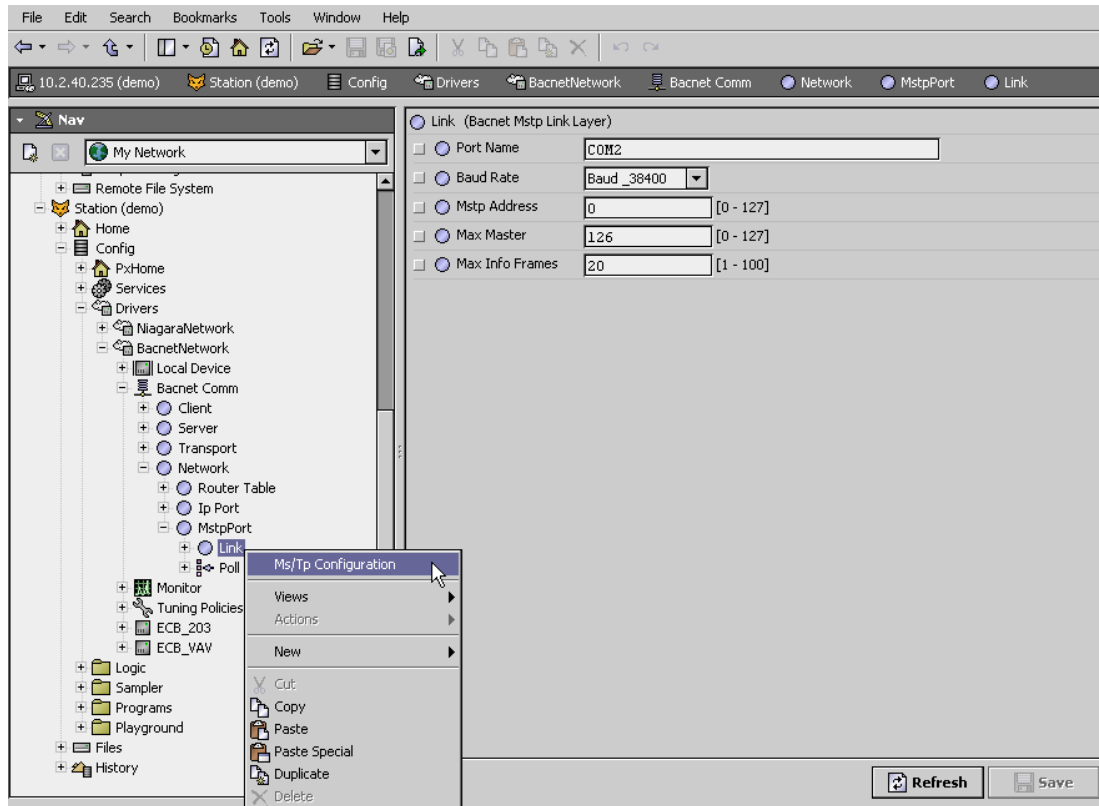 File Edit Search Bookmarks Tools Window Help
10.2.40.235 (demo) Station (demo) Config Drivers BacnetNetwork Bacnet Comm Network MstpPort Link
Nav
My Network
Remote File System
Station (demo)
Home
Config
PxHome
Services
Drivers
NiagaraNetwork
BacnetNetwork
Local Device
Bacnet Comm
Client
Server
Transport
Network
Router Table
Ip Port
MstpPort
Link
Poll
Monitor
Tuning Policies
ECB_203
ECB_VAV
Logic
Sampler
Programs
Playground
Files
History
Ms/Tp Configuration
Views
Actions
New
Cut
Copy
Paste
Paste Special
Duplicate
Delete
Link (Bacnet Mstp Link Layer)
Port Name COM2
Baud Rate Baud _38400
Mstp Address 0 [0 - 127]
Max Master 126 [0 - 127]
Max Info Frames 20 [1 - 100]
Refresh Save